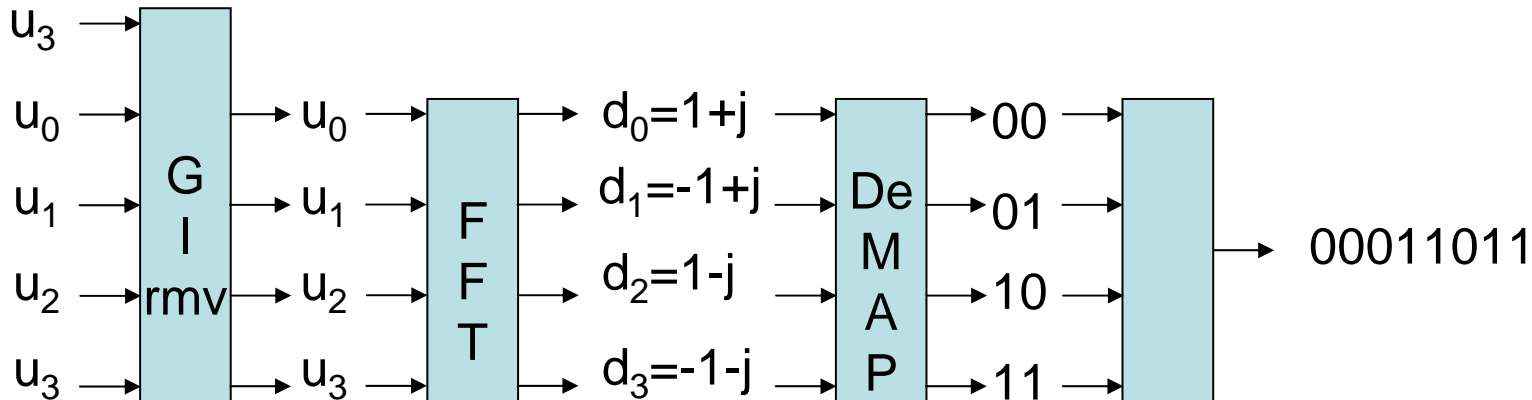 u3
u0 u0 d0=1+j 00
u1 u1 d1=-1+j 01
u2 u2 d2=1-j 10
u3 u3 d3=-1-j 11
G
I
rmv
F
F
T
De
M
A
P
00011011